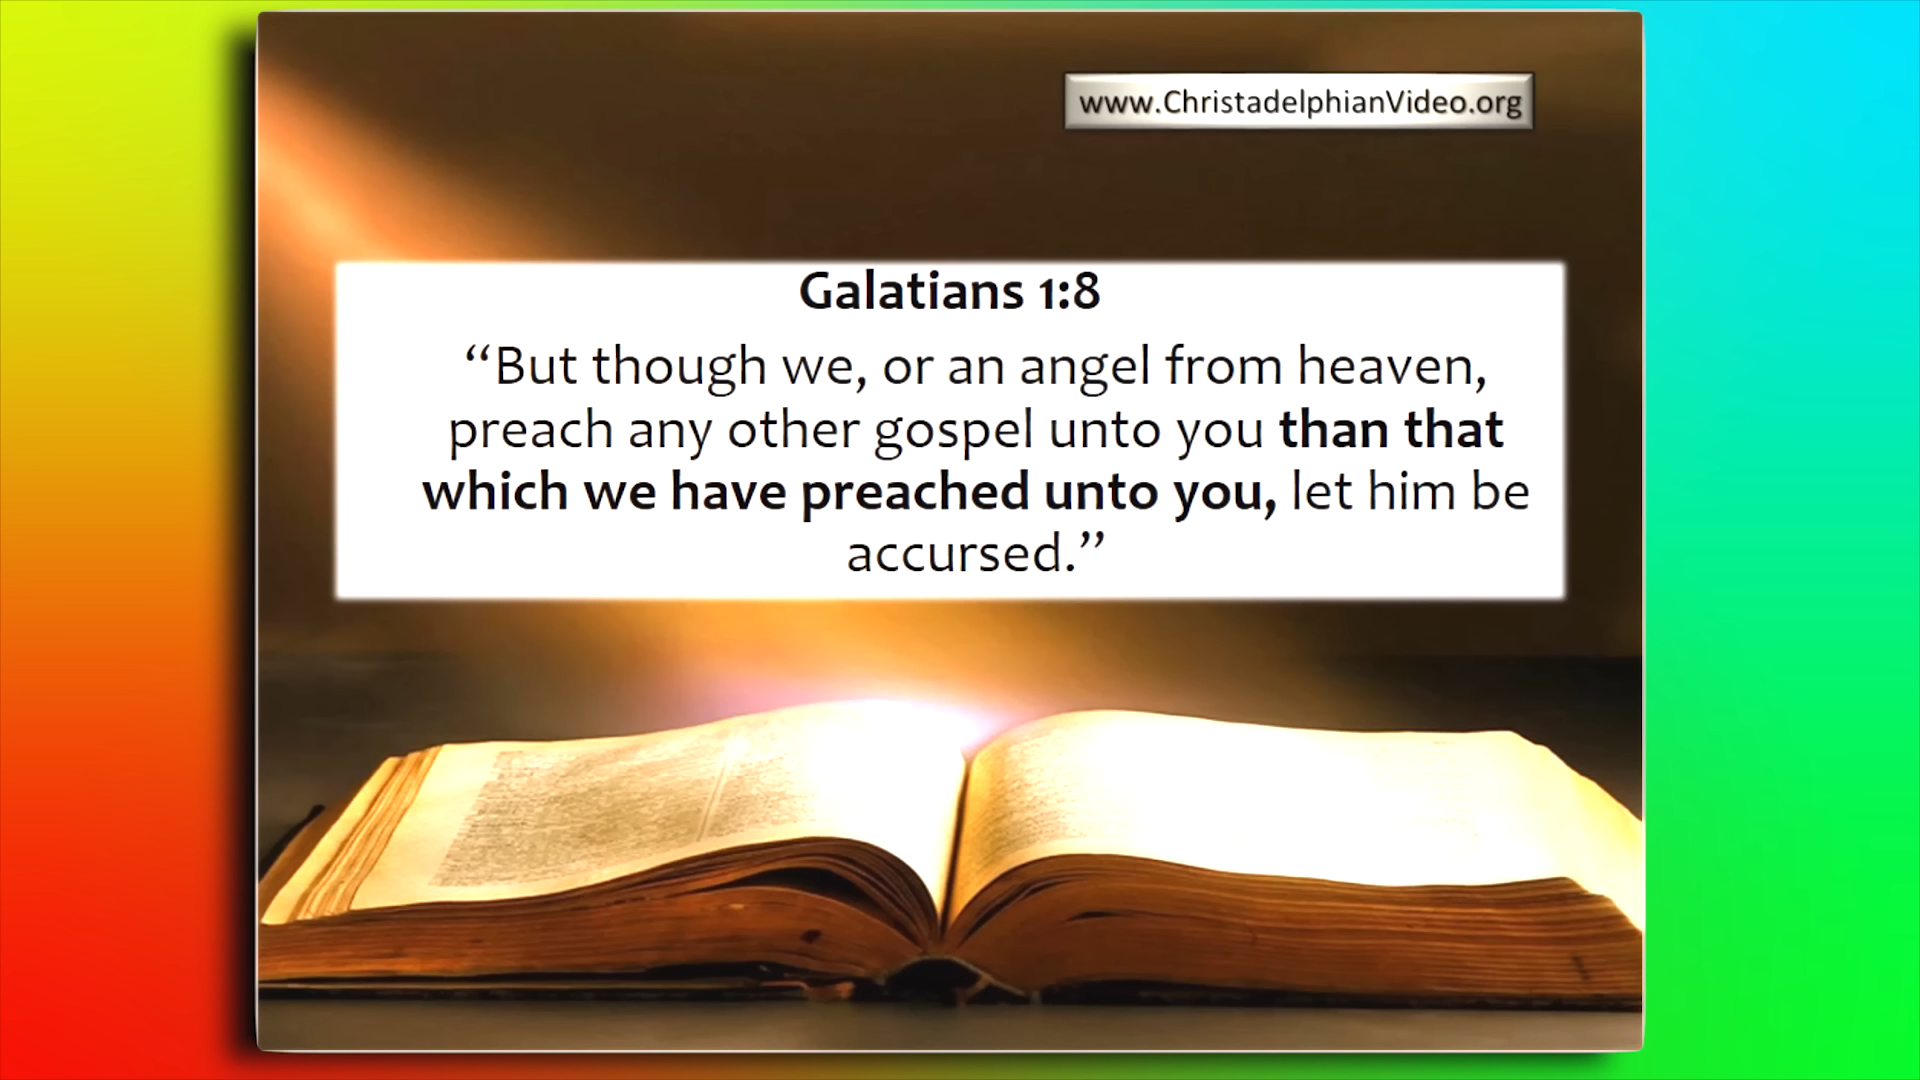 www.ChristadelphianVideo.org
Galatians 1:8
“But though we, or an angel from heaven,
preach any other gospel unto you than that
which we have preached unto you, let him be
accursed.”